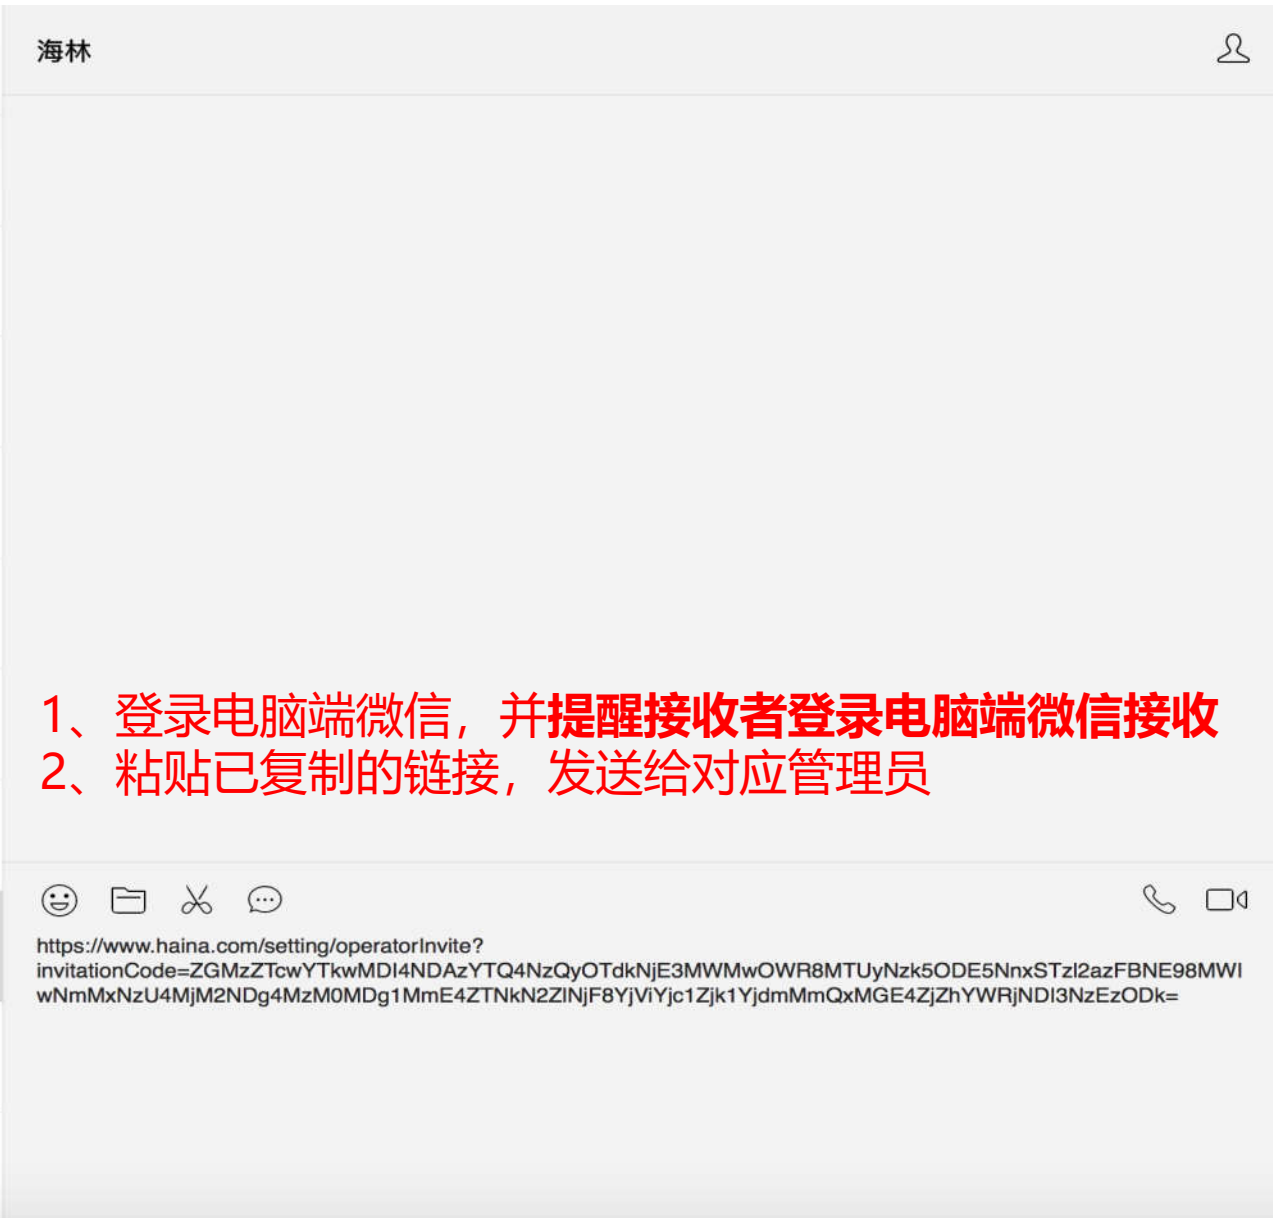 海林
1、登录电脑端微信，并提醒接收者登录电脑端微信接收
2、粘贴已复制的链接，发送给对应管理员
https://www.haina.com/setting/operatorInvite?
invitationCode=ZGMzZTcwYTkwMDI4NDAzYTQ4NzQyOTdkNjE3MWMwOWR8MTUyNzk5ODE5NnxSTzl2azFBNE98MWI
wNmMxNzU4MjM2NDg4MzM0MDg1MmE4ZTNkN2ZlNjF8YjViYjc1Zjk1YjdmMmQxMGE4ZjZhYWRjNDI3NzEzODk=